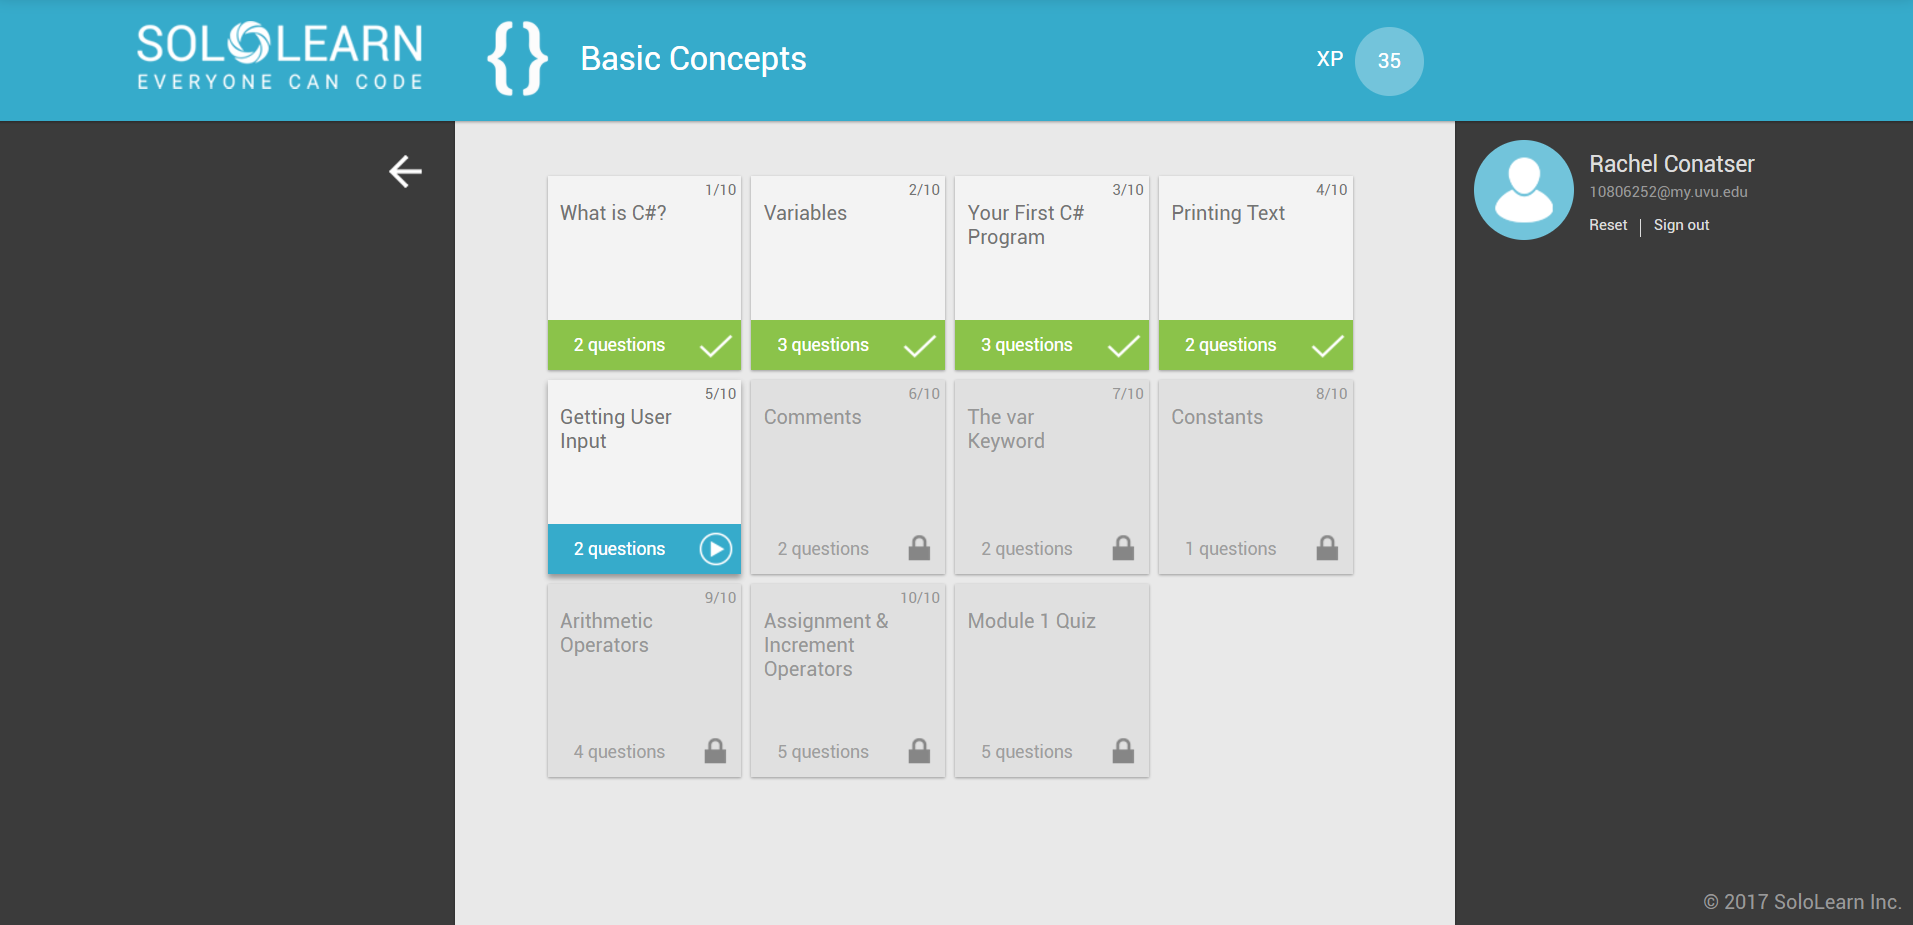 SOLOLEARN
EVERYONE CAN CODE
{ } Basic Concepts
XP 35
Rachel Conatser
10806252@my.uvu.edu
Reset | Sign out
1/10
What is C#?
2 questions
2/10
Variables
3 questions
3/10
Your First C#
Program
3 questions
4/10
Printing Text
2 questions
5/10
Getting User
Input
2 questions
6/10
Comments
2 questions
7/10
The var
Keyword
2 questions
8/10
Constants
1 questions
9/10
Arithmetic
Operators
4 questions
10/10
Assignment &
Increment
Operators
5 questions
Module 1 Quiz
5 questions
© 2017 SoloLearn Inc.